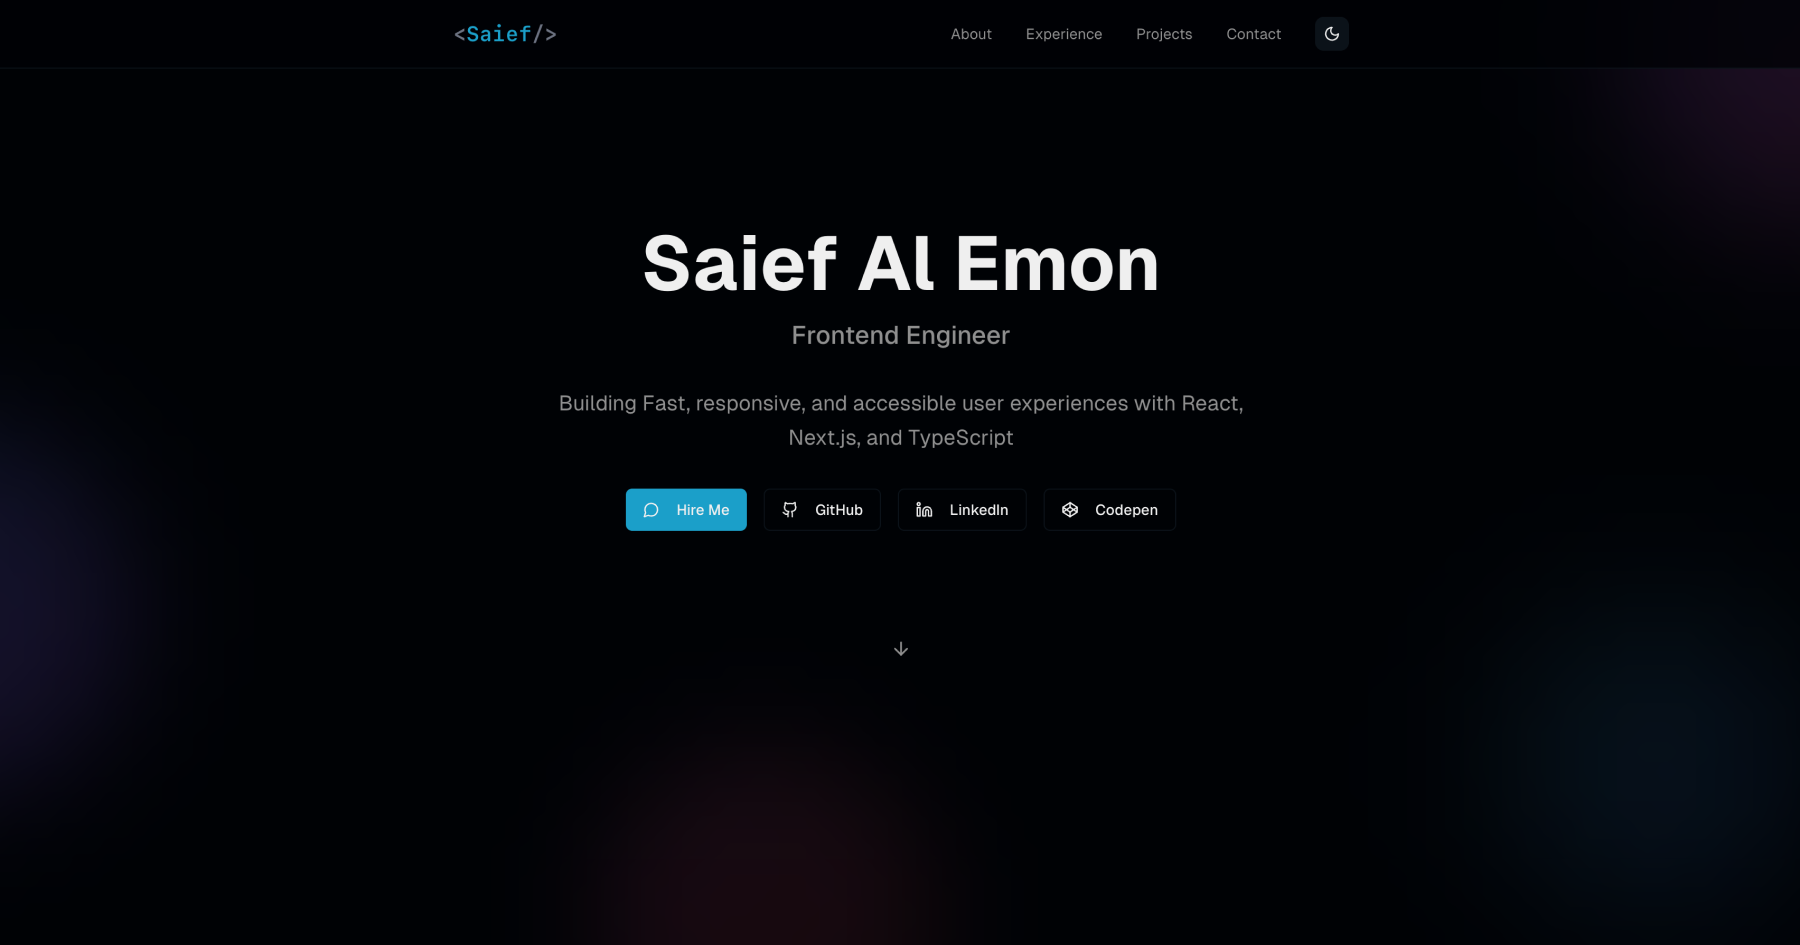 <Saief/>
About Experience Projects Contact
Saief Al Emon
Frontend Engineer
Building Fast, responsive, and accessible user experiences with React,
Next.js, and TypeScript
Hire Me GitHub LinkedIn Codepen